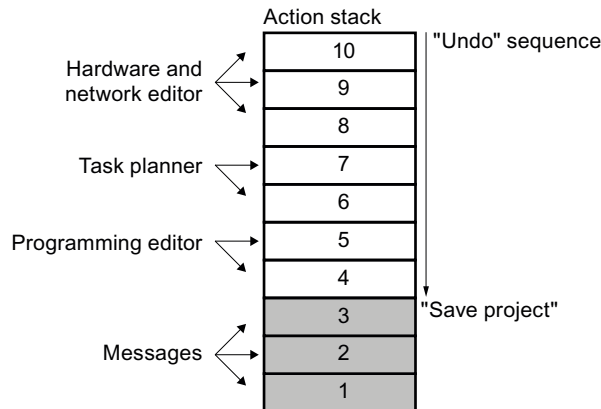 Action stack
"Undo" sequence
10
Hardware and
network editor
9
8
Task planner
7
6
Programming editor
5
4
"Save project"
3
Messages
2
1